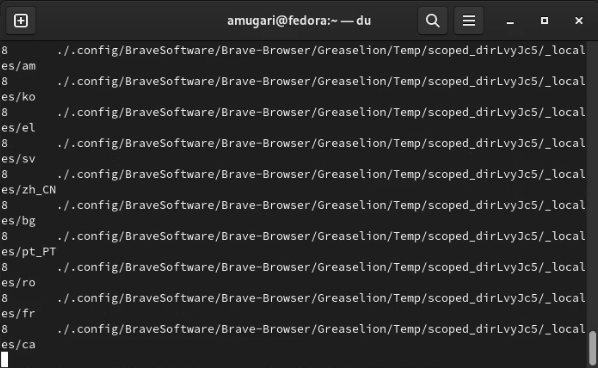 amugari@fedora:~ — du
8 ./.config/BraveSoftware/Brave-Browser/Greaselion/Temp/scoped_dirLvyJc5/_local
es/am
8 ./.config/BraveSoftware/Brave-Browser/Greaselion/Temp/scoped_dirLvyJc5/_local
es/ko
8 ./.config/BraveSoftware/Brave-Browser/Greaselion/Temp/scoped_dirLvyJc5/_local
es/el
8 ./.config/BraveSoftware/Brave-Browser/Greaselion/Temp/scoped_dirLvyJc5/_local
es/sv
8 ./.config/BraveSoftware/Brave-Browser/Greaselion/Temp/scoped_dirLvyJc5/_local
es/zh_CN
8 ./.config/BraveSoftware/Brave-Browser/Greaselion/Temp/scoped_dirLvyJc5/_local
es/bg
8 ./.config/BraveSoftware/Brave-Browser/Greaselion/Temp/scoped_dirLvyJc5/_local
es/pt_PT
8 ./.config/BraveSoftware/Brave-Browser/Greaselion/Temp/scoped_dirLvyJc5/_local
es/ro
8 ./.config/BraveSoftware/Brave-Browser/Greaselion/Temp/scoped_dirLvyJc5/_local
es/fr
8 ./.config/BraveSoftware/Brave-Browser/Greaselion/Temp/scoped_dirLvyJc5/_local
es/ca